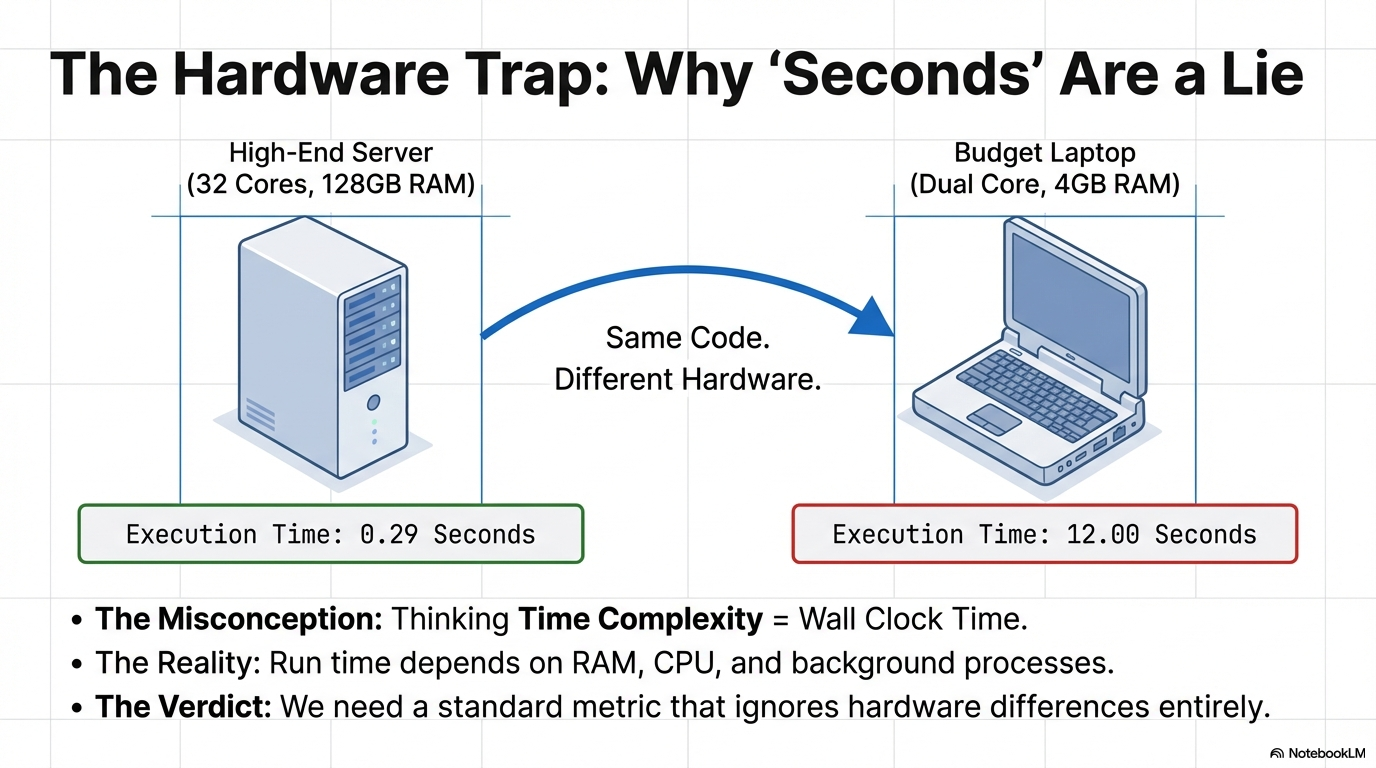 The Hardware Trap: Why ‘Seconds’ Are a Lie
High-End Server
(32 Cores, 128GB RAM)
Budget Laptop
(Dual Core, 4GB RAM)
Same Code.
Different Hardware.
Execution Time: 0.29 Seconds
Execution Time: 12.00 Seconds
• The Misconception: Thinking Time Complexity = Wall Clock Time.
• The Reality: Run time depends on RAM, CPU, and background processes.
• The Verdict: We need a standard metric that ignores hardware differences entirely.
NotebookLM